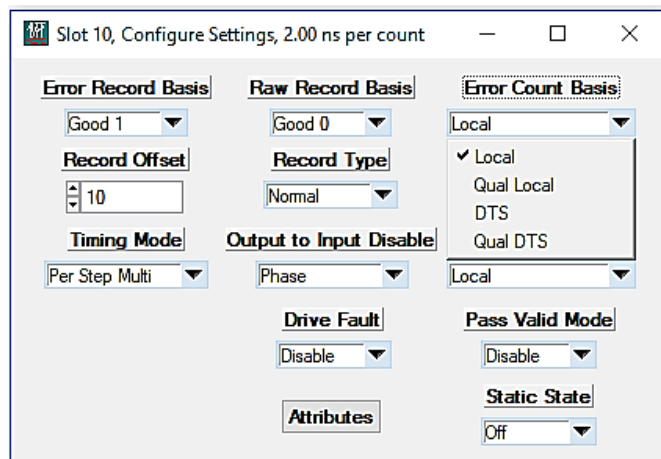 Slot 10, Configure Settings, 2.00 ns per count
Error Record Basis Raw Record Basis Error Count Basis
Good 1 Good 0 Local
Record Offset Record Type Local
10 Normal Qual Local
DTS
Timing Mode Output to Input Disable Qual DTS
Per Step Multi Phase Local
Drive Fault Pass Valid Mode
Disable Disable
Attributes Static State
Off